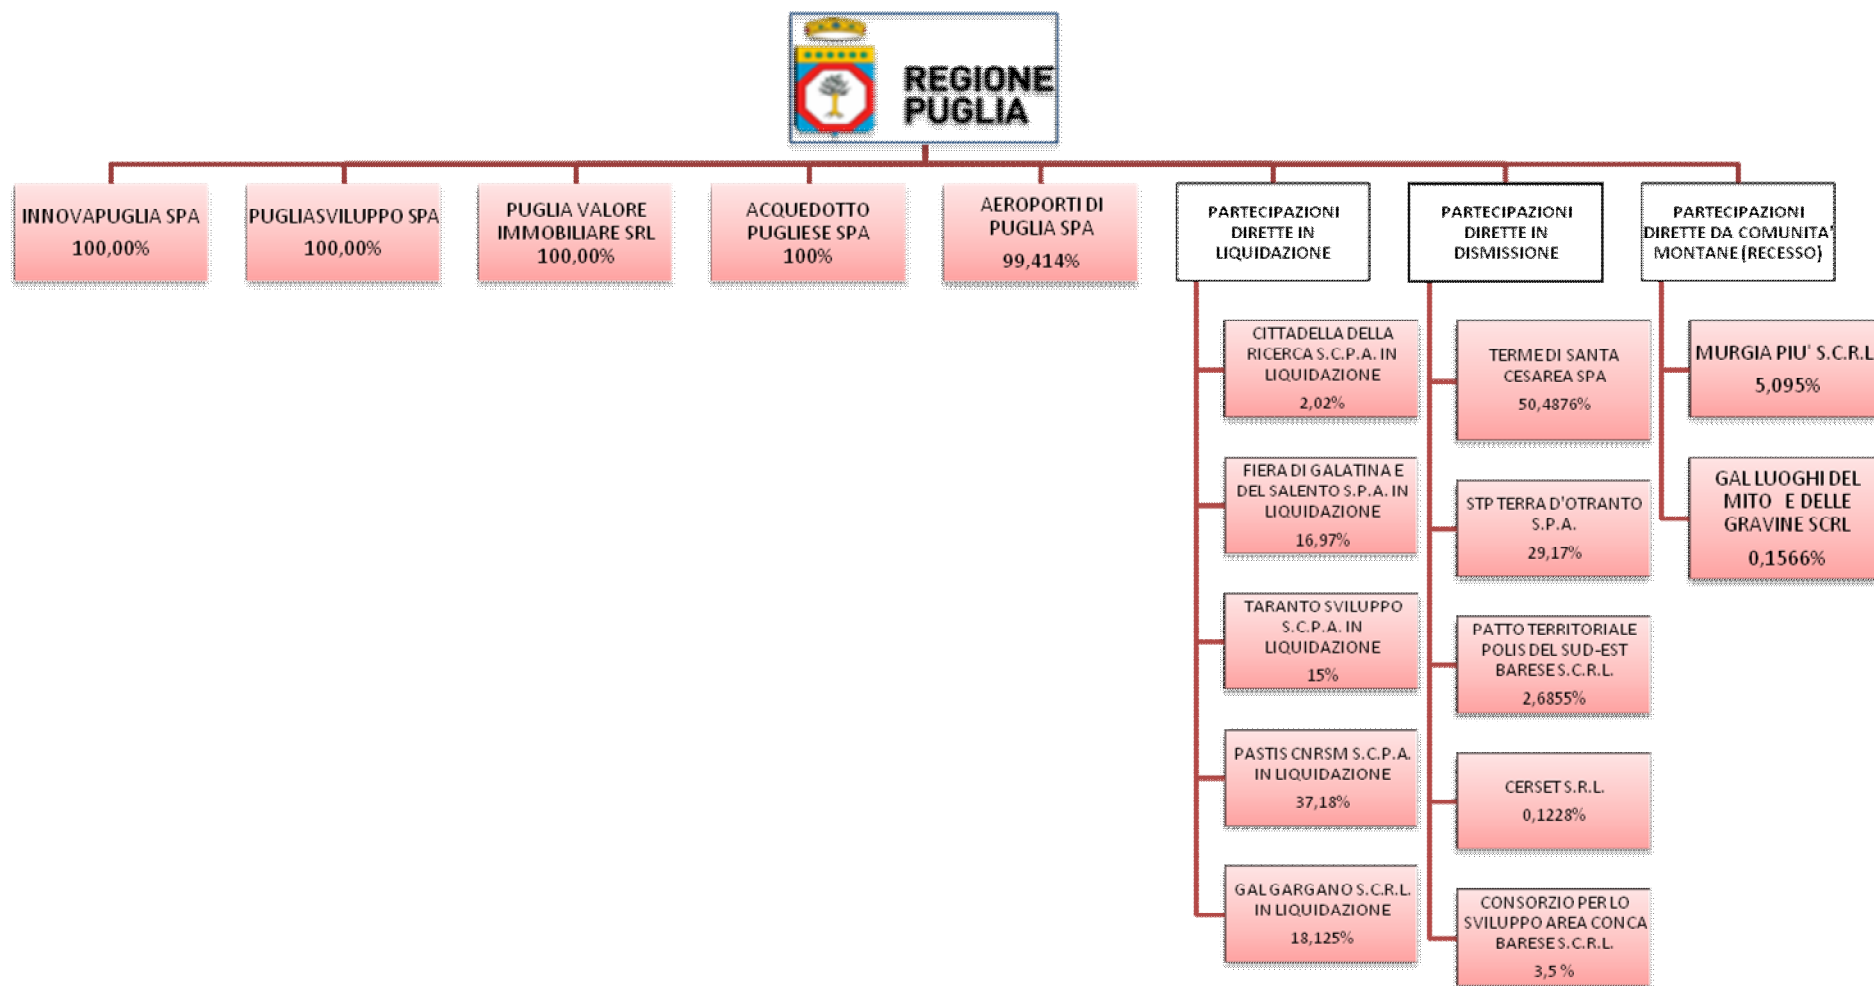 REGIONE
PUGLIA
INNOVAPUGLIA SPA
100,00%
PUGLIASVILUPPO SPA
100,00%
PUGLIA VALORE
IMMOBILIARE SRL
100,00%
ACQUEDOTTO
PUGLIESE SPA
100%
AEROPORTI DI
PUGLIA SPA
99,414%
PARTECIPAZIONI
DIRETTE IN
LIQUIDAZIONE
CITTADELLA DELLA
RICERCA S.C.P.A. IN
LIQUIDAZIONE
2,02%
FIERA DI GALATINA E
DEL SALENTO S.P.A. IN
LIQUIDAZIONE
16,97%
TARANTO SVILUPPO
S.C.P.A. IN
LIQUIDAZIONE
15%
PASTIS CNRSM S.C.P.A.
IN LIQUIDAZIONE
37,18%
GAL GARGANO S.C.R.L.
IN LIQUIDAZIONE
18,125%
PARTECIPAZIONI
DIRETTE IN
DISMISSIONE
TERME DI SANTA
CESAREA SPA
50,4876%
STP TERRA D'OTRANTO
S.P.A.
29,17%
PATTO TERRITORIALE
POLIS DEL SUD-EST
BARESE S.C.R.L.
2,6855%
CERSET S.R.L.
0,1228%
CONSORZIO PER LO
SVILUPPO AREA CONCA
BARESE S.C.R.L.
3,5 %
PARTECIPAZIONI
DIRETTE DA COMUNITA'
MONTANE (RECESSO)
MURGIA PIU' S.C.R.L
5,095%
GAL LUOGHI DEL
MITO E DELLE
GRAVINE SCRL
0,1566%